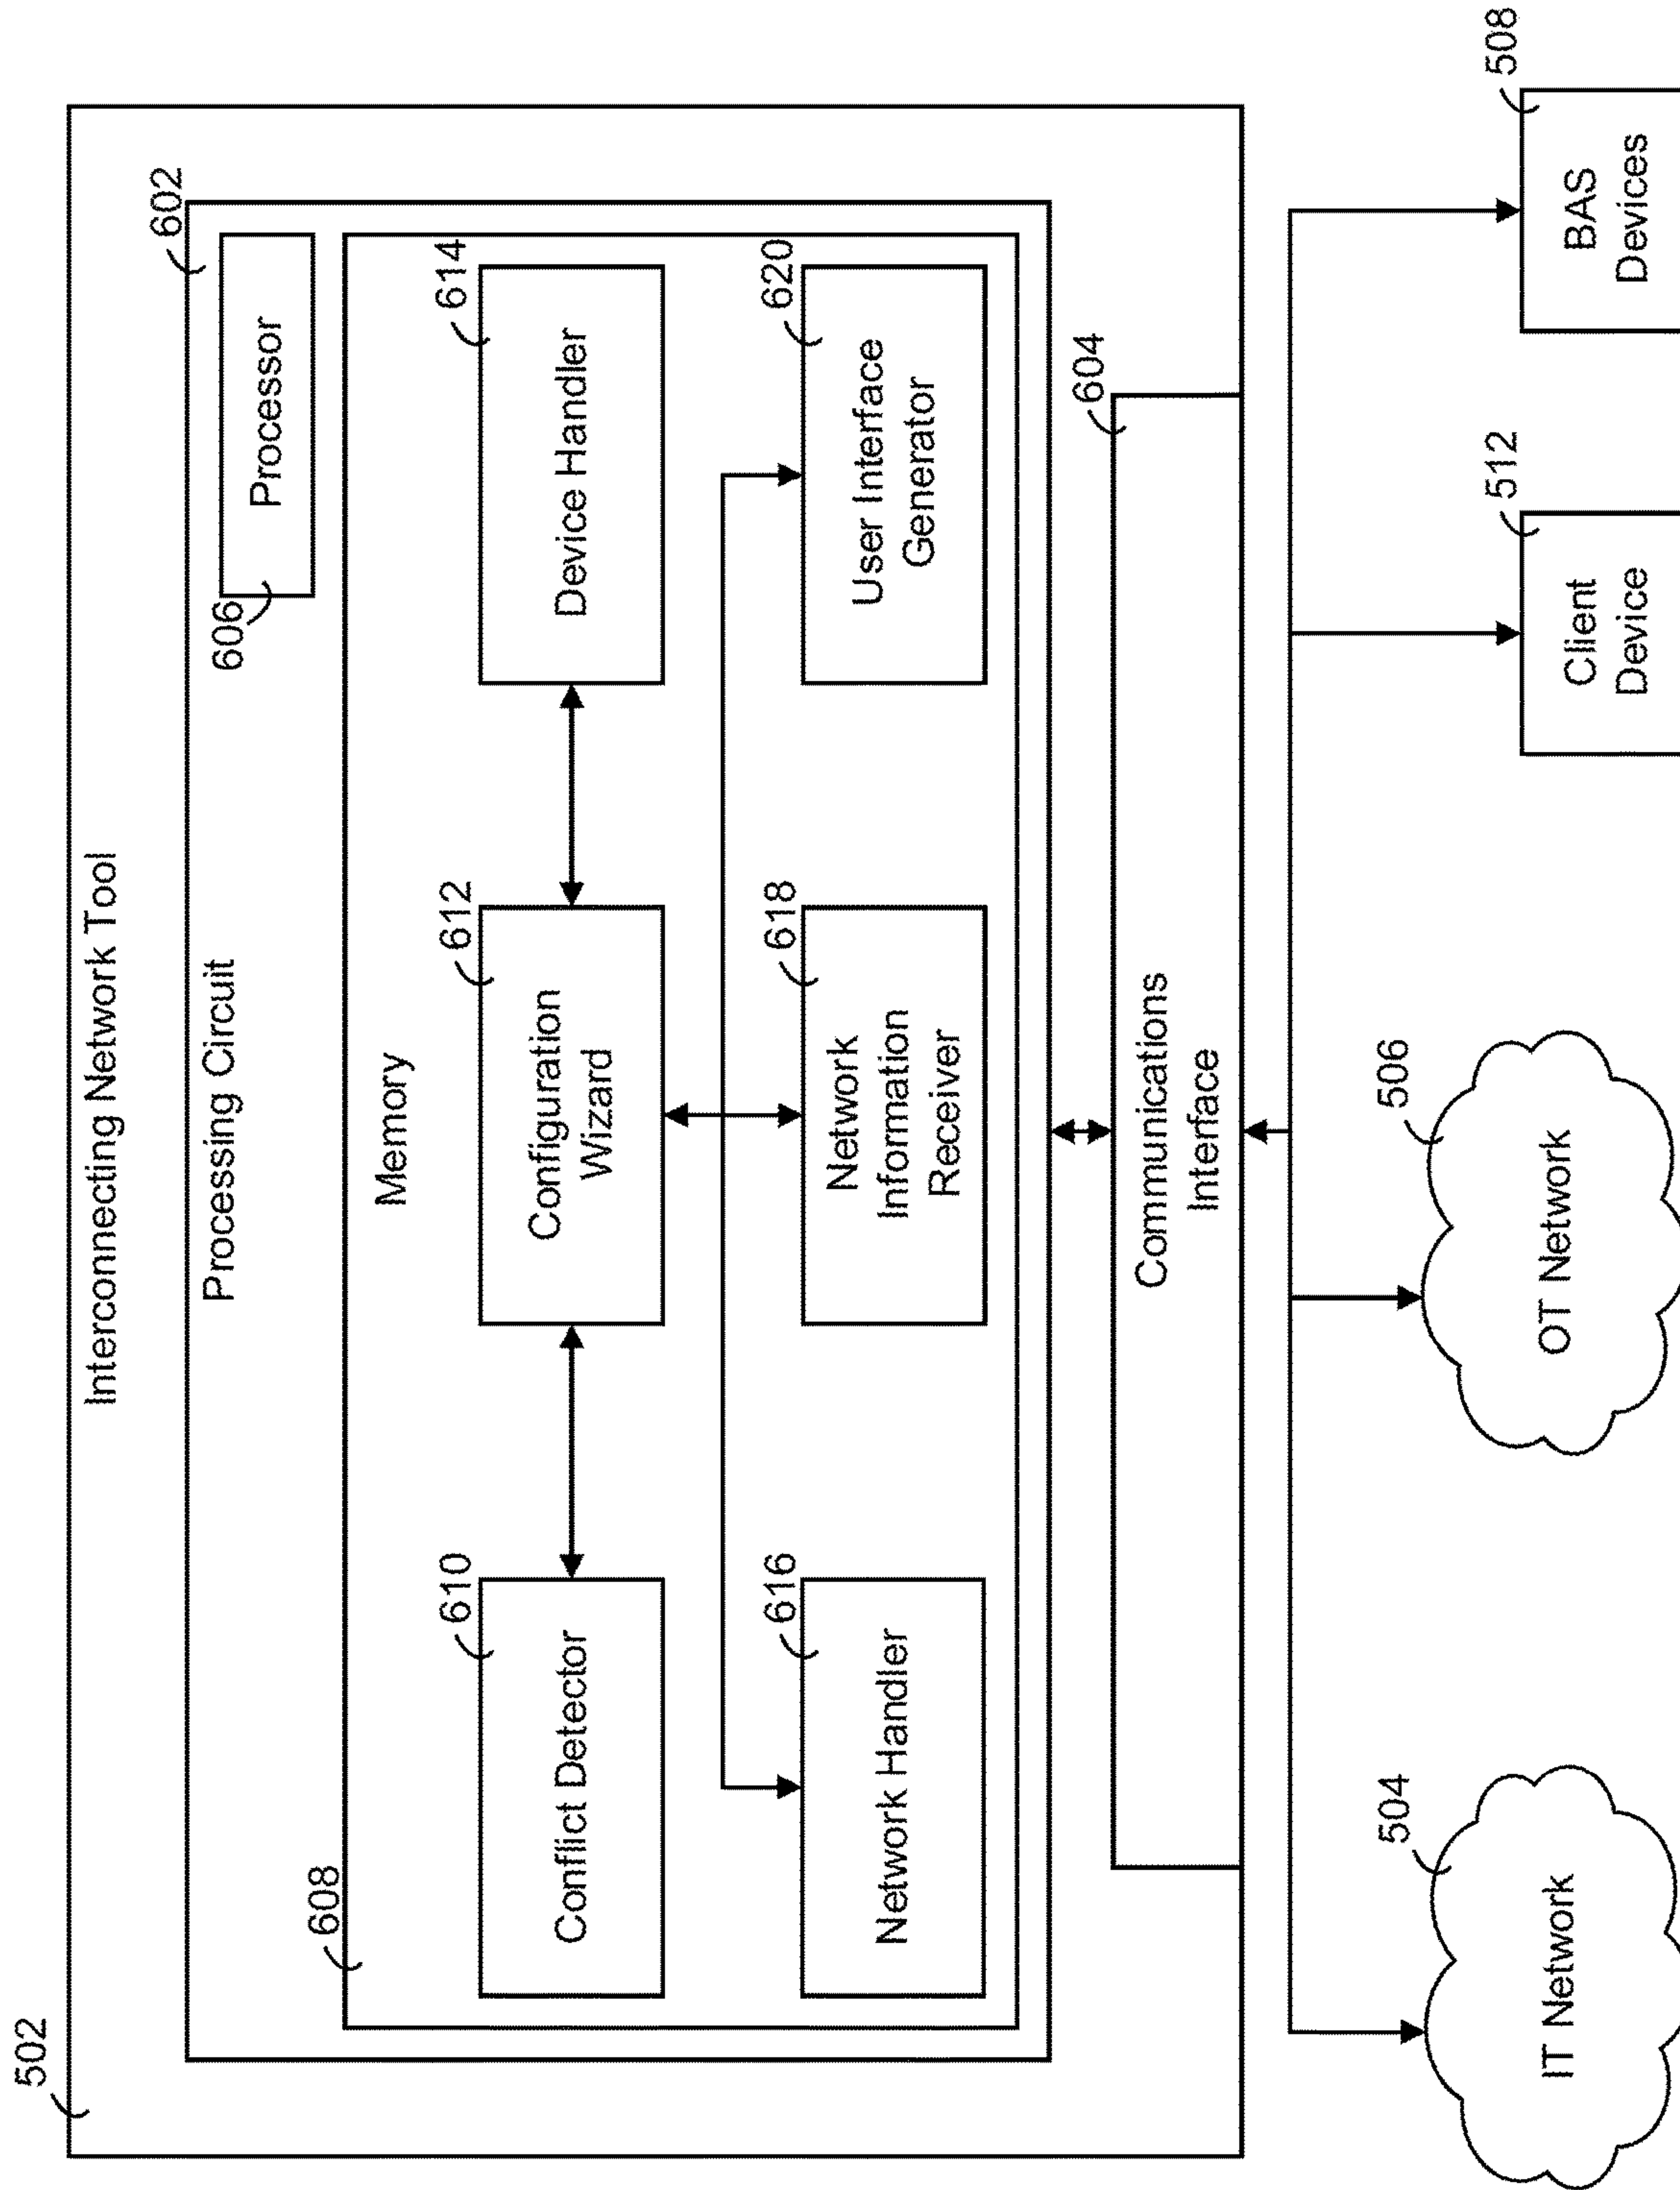 502
Interconnecting Network Tool
602
Processing Circuit
606
Processor
608
Memory
610
Conflict Detector
612
Configuration
Wizard
614
Device Handler
616
Network Handler
618
Network
Information
Receiver
620
User Interface
Generator
604
Communications
Interface
504
IT Network
506
OT Network
512
Client
Device
508
BAS
Devices